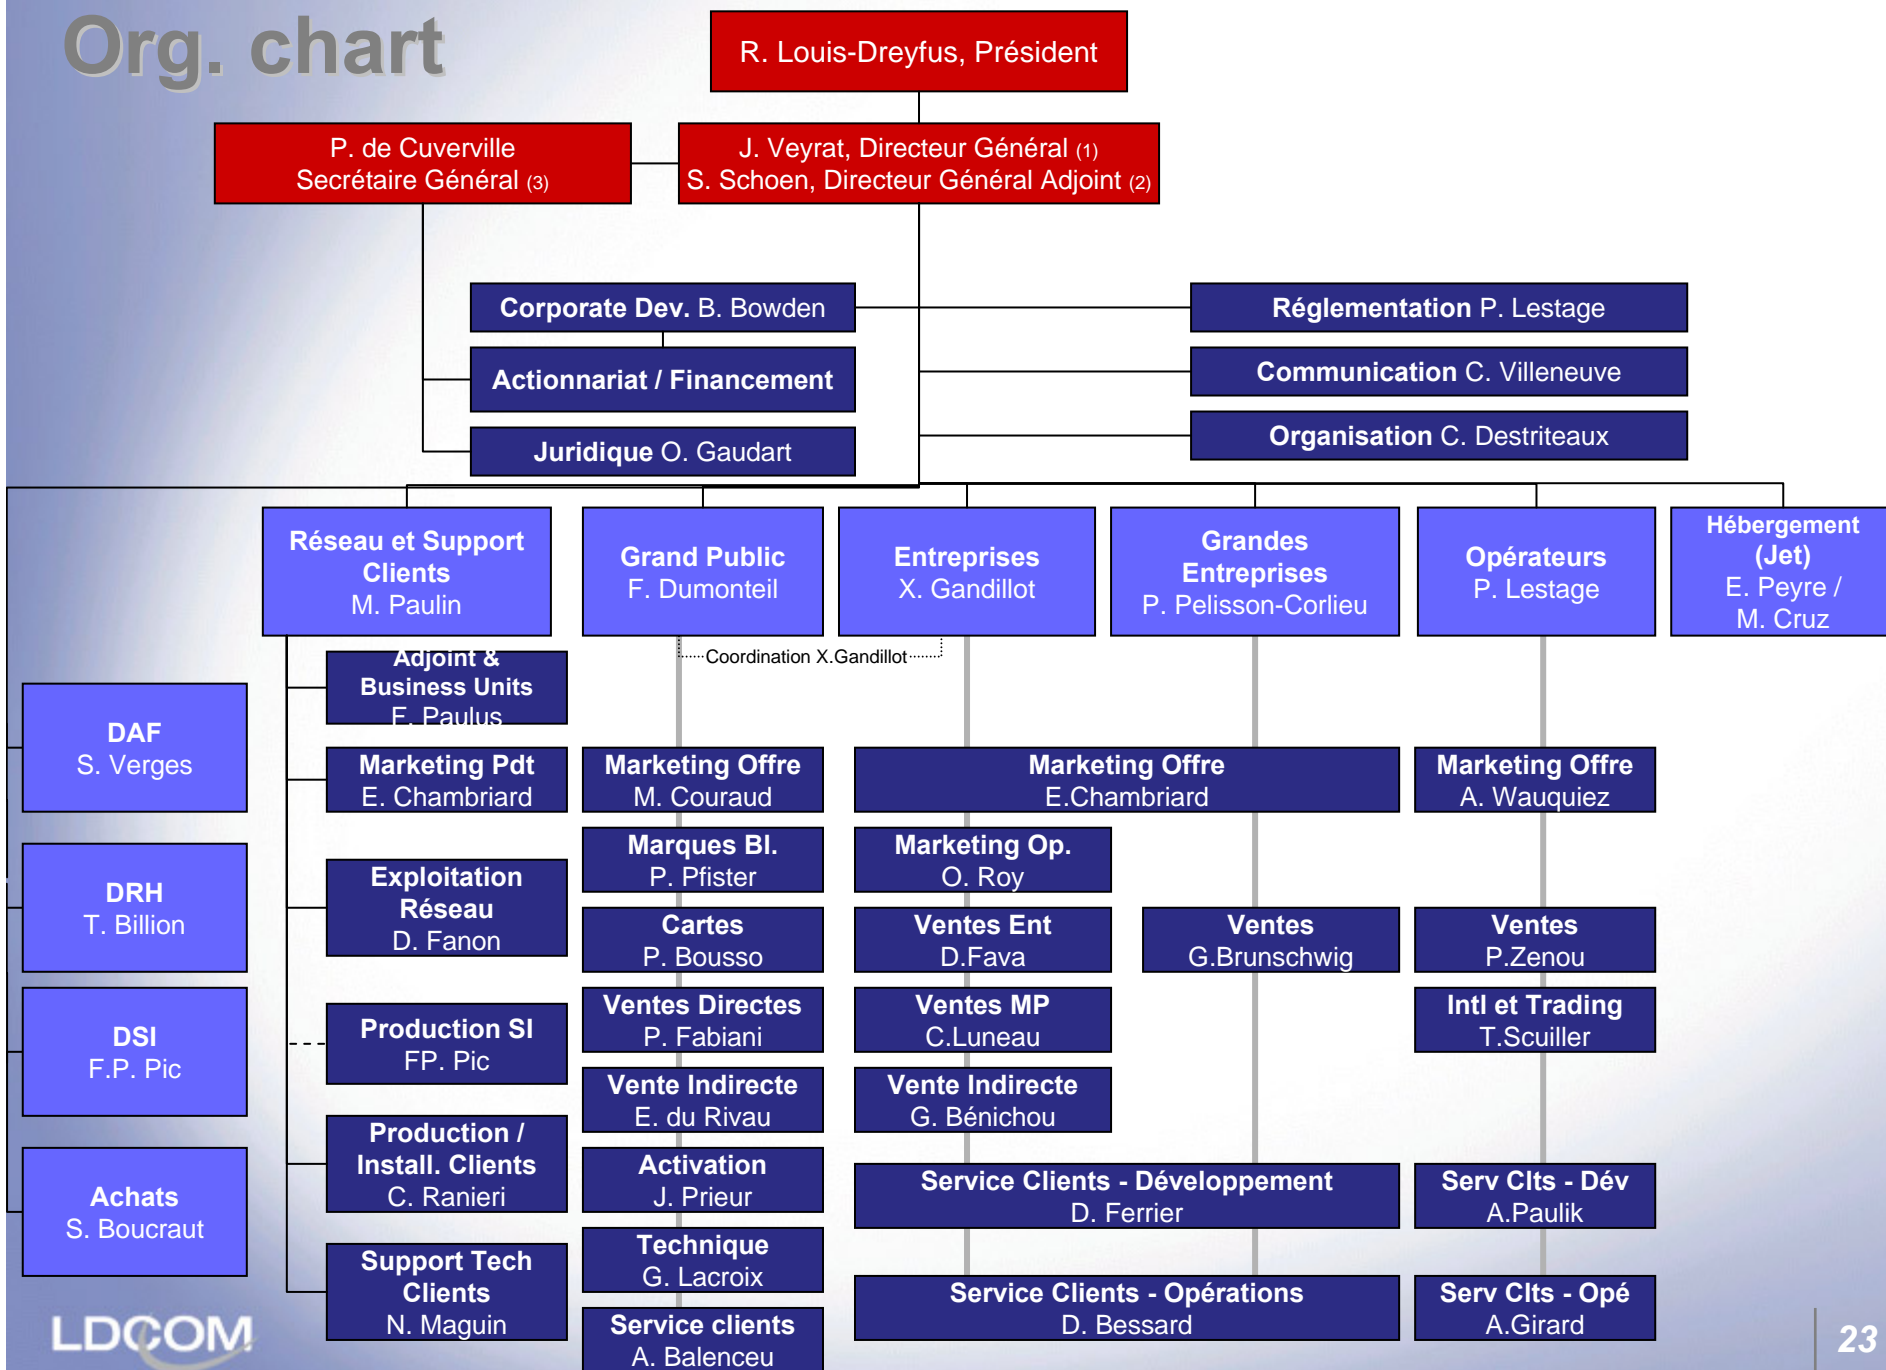 Org. chart
R. Louis-Dreyfus, Président
P. de Cuverville
Secrétaire Général (3)
J. Veyrat, Directeur Général (1)
S. Schoen, Directeur Général Adjoint (2)
Corporate Dev. B. Bowden
Actionnariat / Financement
Juridique O. Gaudart
Réglementation P. Lestage
Communication C. Villeneuve
Organisation C. Destriteaux
Réseau et Support
Clients
M. Paulin
Grand Public
F. Dumonteil
Entreprises
X. Gandillot
Grandes
Entreprises
P. Pelisson-Corlieu
Opérateurs
P. Lestage
Hébergement
(Jet)
E. Peyre /
M. Cruz
Coordination X.Gandillot
DAF
S. Verges
DRH
T. Billion
DSI
F.P. Pic
Achats
S. Boucraut
Adjoint &
Business Units
F. Paulus
Marketing Pdt
E. Chambriard
Exploitation
Réseau
D. Fanon
Production SI
FP. Pic
Production /
Install. Clients
C. Ranieri
Support Tech
Clients
N. Maguin
Marketing Offre
M. Couraud
Marques Bl.
P. Pfister
Cartes
P. Bousso
Ventes Directes
P. Fabiani
Vente Indirecte
E. du Rivau
Activation
J. Prieur
Technique
G. Lacroix
Service clients
A. Balenceu
Marketing Offre
E.Chambriard
Marketing Op.
O. Roy
Ventes Ent
D.Fava
Ventes MP
C.Luneau
Vente Indirecte
G. Bénichou
Ventes
G.Brunschwig
Service Clients - Développement
D. Ferrier
Service Clients - Opérations
D. Bessard
Marketing Offre
A. Wauquiez
Ventes
P.Zenou
Intl et Trading
T.Scuiller
Serv Clts - Dév
A.Paulik
Serv Clts - Opé
A.Girard
LDCOM
23